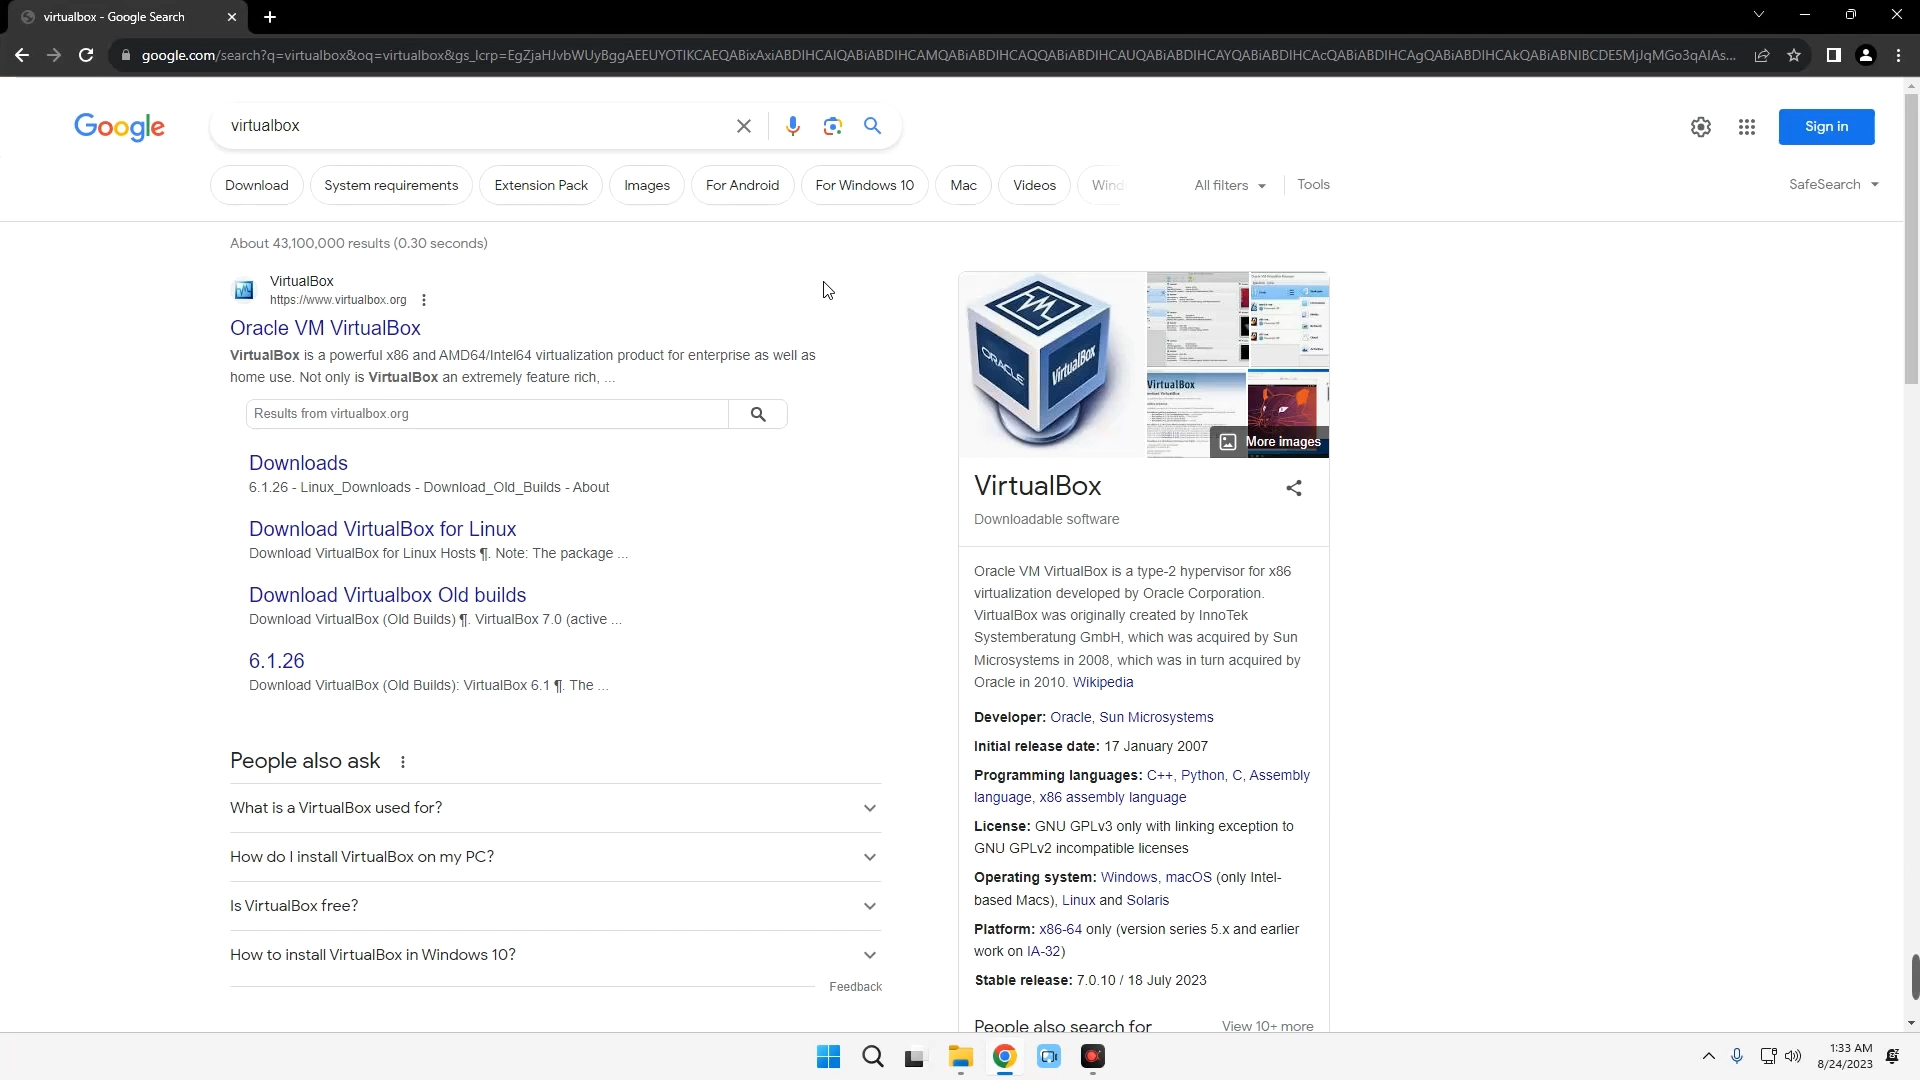 virtualbox - Google Search
google.com/search?q=virtualbox&oq=virtualbox&gs_lcrp=EgZjaHJvbWUyBggAEEUYOTIKCAEQABixAxiABDIHCAIQABiABDIHCAMQABiABDIHCAQQABiABDIHCAUQABiABDIHCAYQABiABDIHCAcQABiABDIHCAgQABiABDIHCAkQABiABNIBCDE5MjJqMGo3qAIAs...
Google
virtualbox
Sign in
Download
System requirements
Extension Pack
Images
For Android
For Windows 10
Mac
Videos
Wind
All filters
Tools
SafeSearch
About 43,100,000 results (0.30 seconds)
VirtualBox
https://www.virtualbox.org
Oracle VM VirtualBox
VirtualBox is a powerful x86 and AMD64/Intel64 virtualization product for enterprise as well as
home use. Not only is VirtualBox an extremely feature rich, ...
Results from virtualbox.org
Downloads
6.1.26 - Linux_Downloads - Download_Old_Builds - About
Download VirtualBox for Linux
Download VirtualBox for Linux Hosts ¶. Note: The package ...
Download Virtualbox Old builds
Download VirtualBox (Old Builds) ¶. VirtualBox 7.0 (active ...
6.1.26
Download VirtualBox (Old Builds): VirtualBox 6.1 ¶. The ...
People also ask
What is a VirtualBox used for?
How do I install VirtualBox on my PC?
Is VirtualBox free?
How to install VirtualBox in Windows 10?
Feedback
ORACLE
VirtualBox
VirtualBox
More images
VirtualBox
Downloadable software
Oracle VM VirtualBox is a type-2 hypervisor for x86
virtualization developed by Oracle Corporation.
VirtualBox was originally created by InnoTek
Systemberatung GmbH, which was acquired by Sun
Microsystems in 2008, which was in turn acquired by
Oracle in 2010. Wikipedia
Developer: Oracle, Sun Microsystems
Initial release date: 17 January 2007
Programming languages: C++, Python, C, Assembly
language, x86 assembly language
License: GNU GPLv3 only with linking exception to
GNU GPLv2 incompatible licenses
Operating system: Windows, macOS (only Intel-
based Macs), Linux and Solaris
Platform: x86-64 only (version series 5.x and earlier
work on IA-32)
Stable release: 7.0.10 / 18 July 2023
People also search for
View 10+ more
1:33 AM
8/24/2023